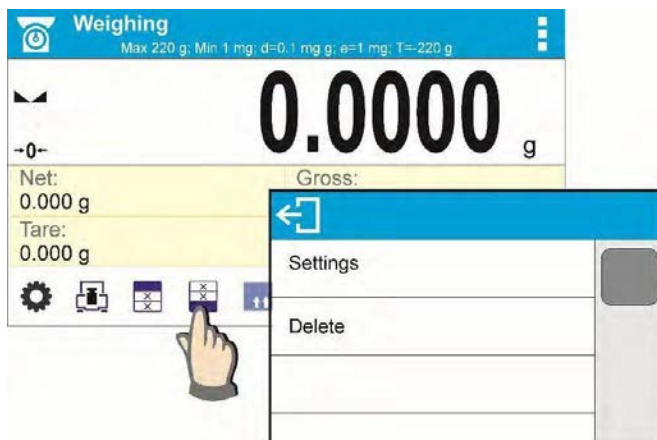 Weighing
Max 220 g; Min 1 mg; d=0.1 mg g; e=1 mg; T=-220 g
→0←
0.0000 g
Net:
0.000 g
Gross:
Tare:
0.000 g
Settings
Delete